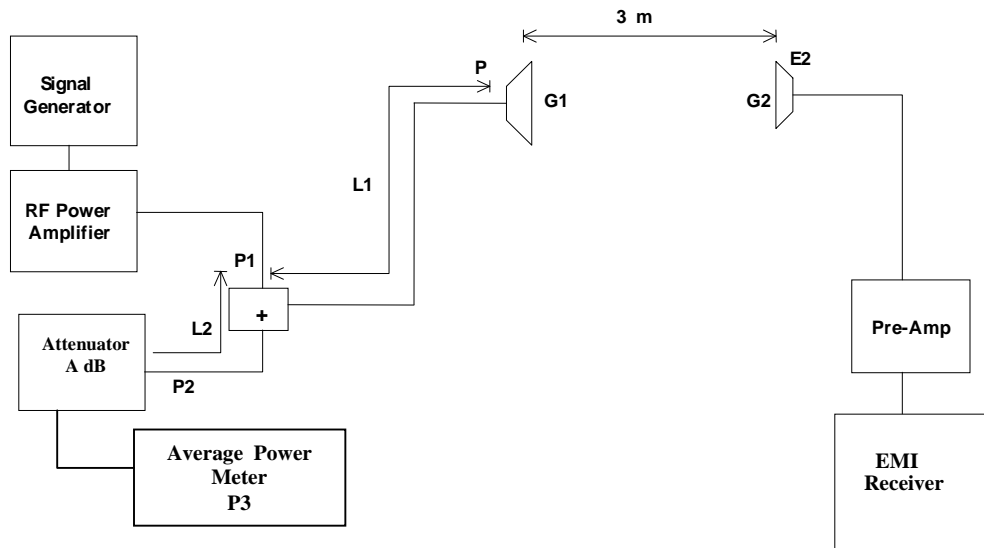 3 m
Signal
Generator
P
E2
G1
G2
L1
RF Power
Amplifier
P1
+
L2
Pre-Amp
Attenuator
A dB
P2
Average Power
Meter
P3
EMI
Receiver